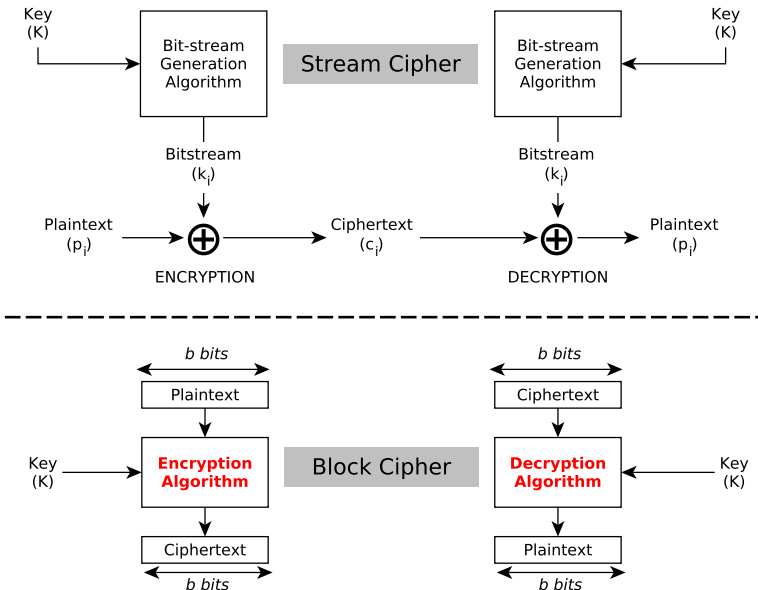 Key
(K)
Bit-stream
Generation
Algorithm
Stream Cipher
Bit-stream
Generation
Algorithm
Key
(K)
Bitstream
(ki)
Bitstream
(ki)
Plaintext
(pi)
Ciphertext
(ci)
Plaintext
(pi)
ENCRYPTION
DECRYPTION
b bits
Plaintext
Key
(K)
Encryption
Algorithm
Ciphertext
b bits
Block Cipher
b bits
Ciphertext
Decryption
Algorithm
Key
(K)
Plaintext
b bits